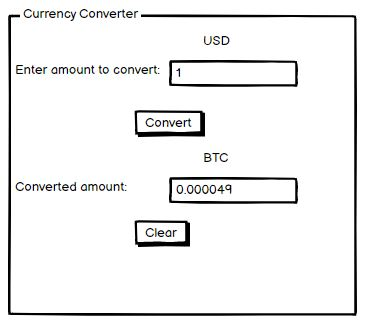 Currency Converter
USD
Enter amount to convert: 1
Convert
BTC
Converted amount: 0.000049
Clear